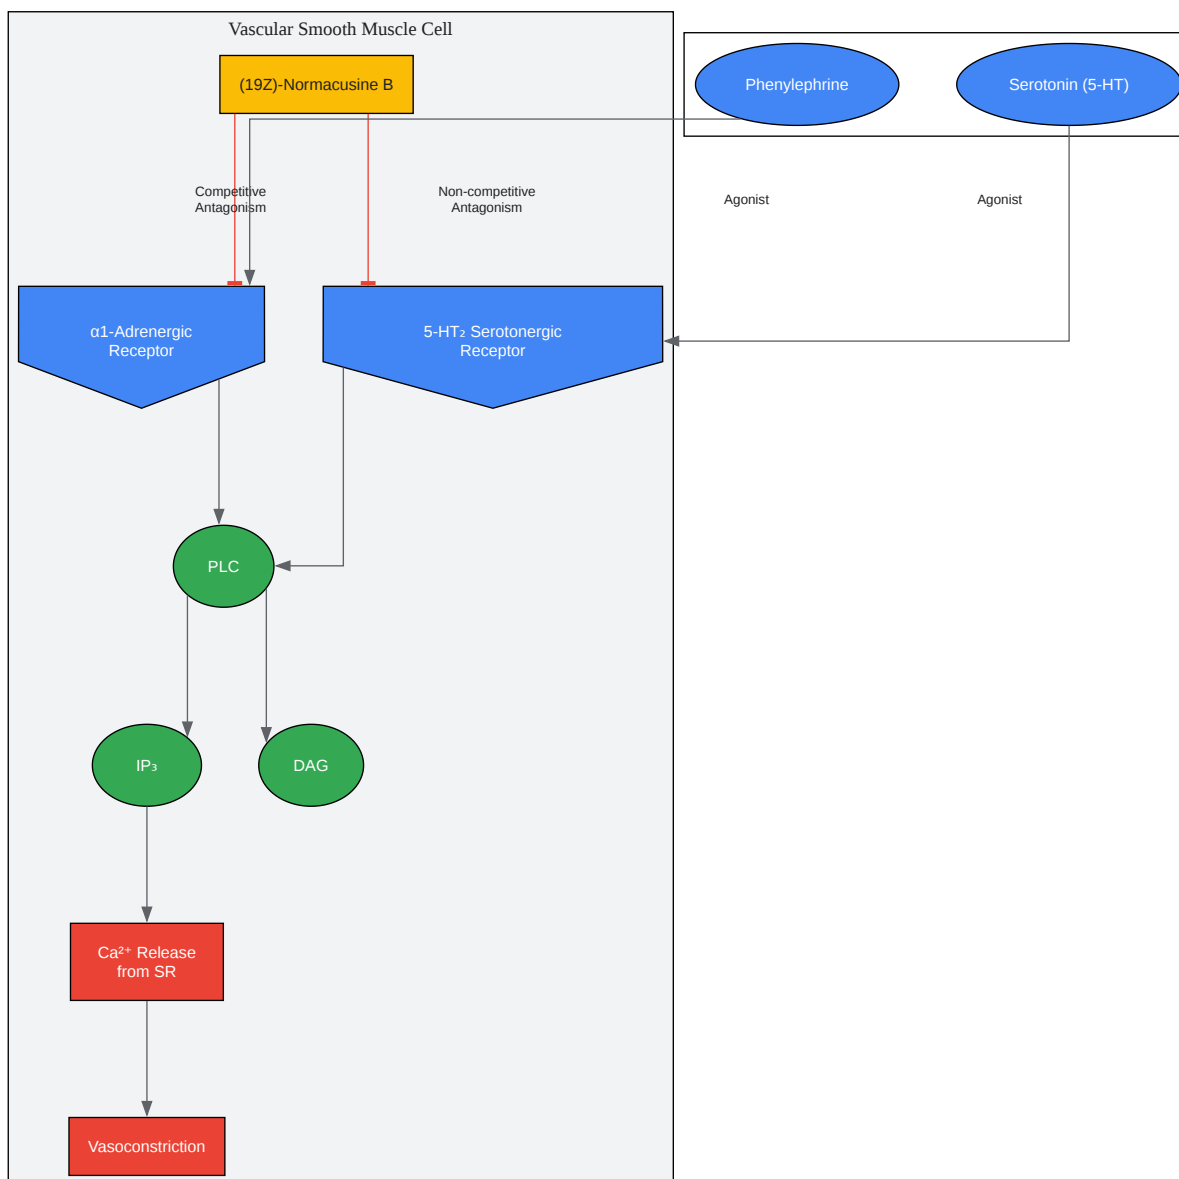 Vascular Smooth Muscle Cell
(19Z)-Normacusine B
Phenylephrine
Serotonin (5-HT)
Competitive
Antagonism
Non-competitive
Antagonism
Agonist
Agonist
α1-Adrenergic
Receptor
5-HT₂ Serotonergic
Receptor
PLC
IP₃
DAG
Ca²⁺ Release
from SR
Vasoconstriction